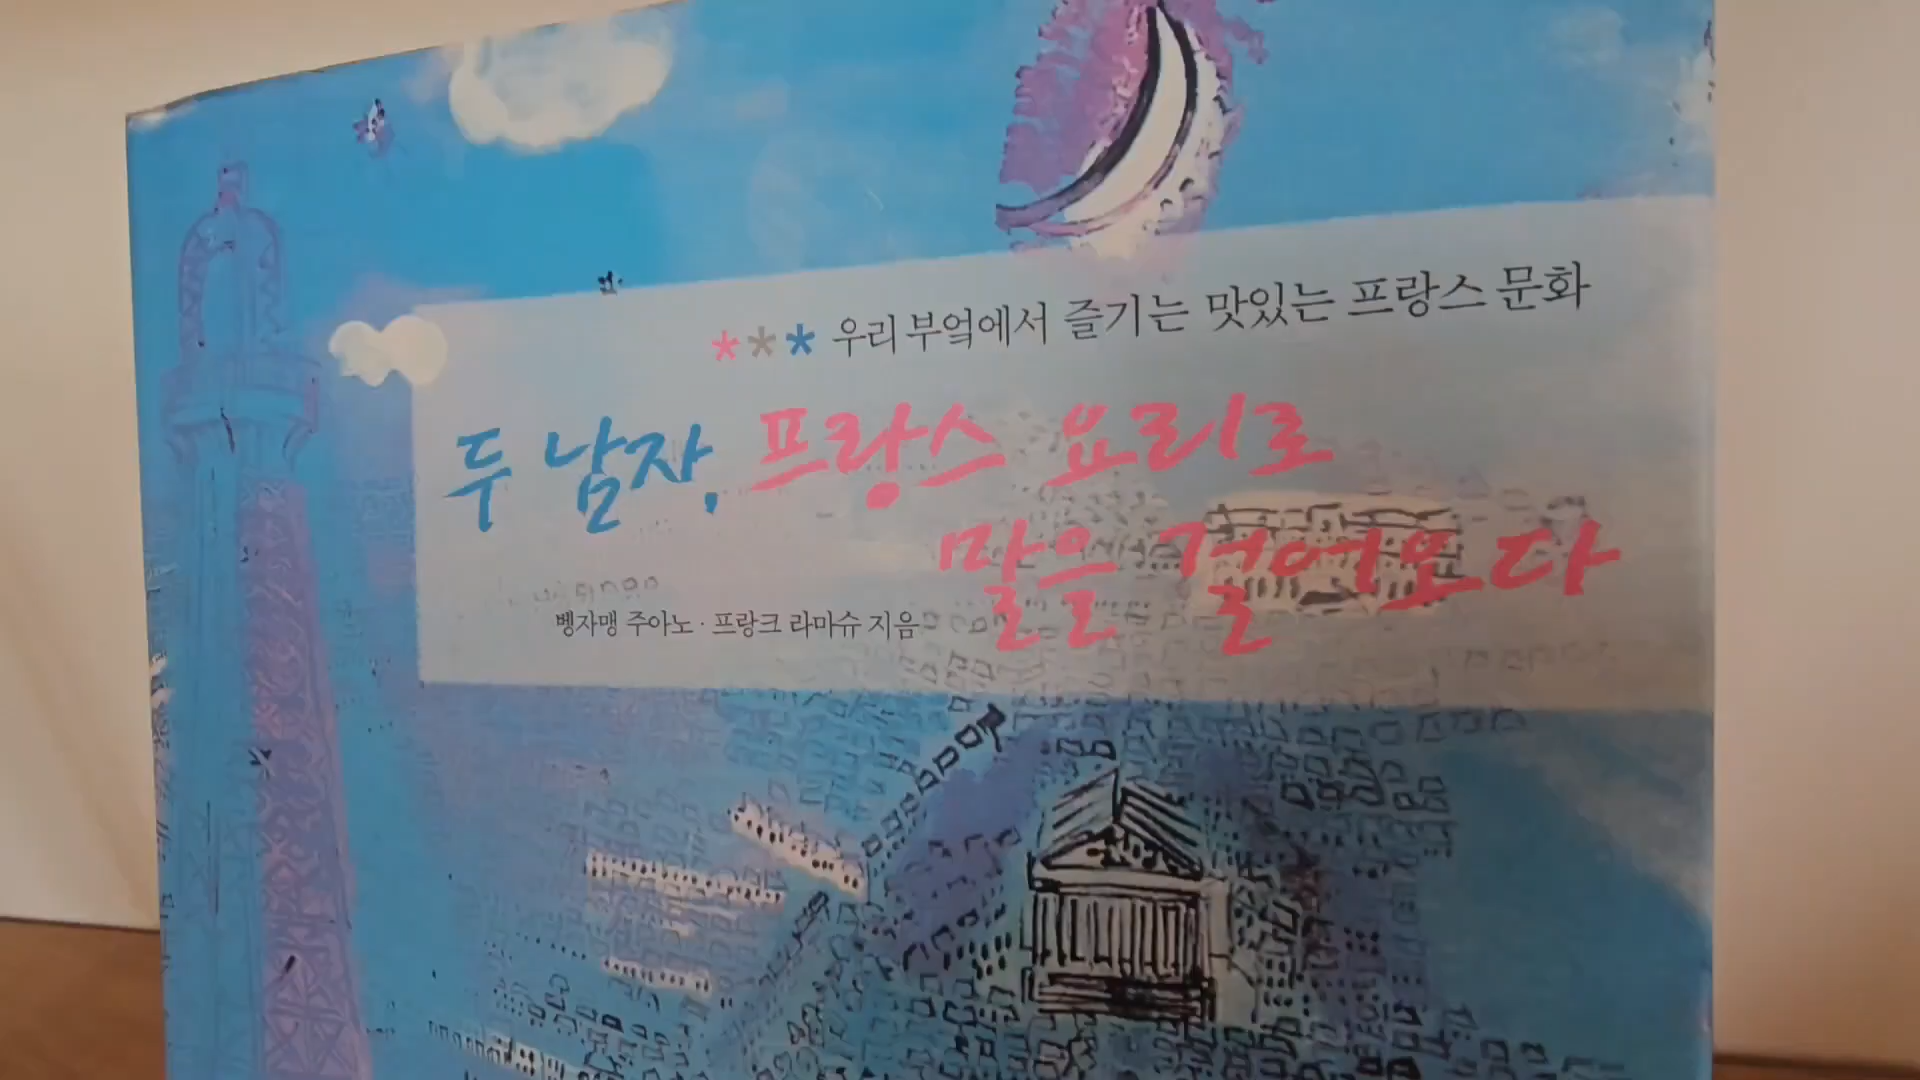 *** 우리 부엌에서 즐기는 맛있는 프랑스 문화
두 남자, 프랑스 요리로
말을 걸어오다
벵자맹 주아노 · 프랑크 라마슈 지음